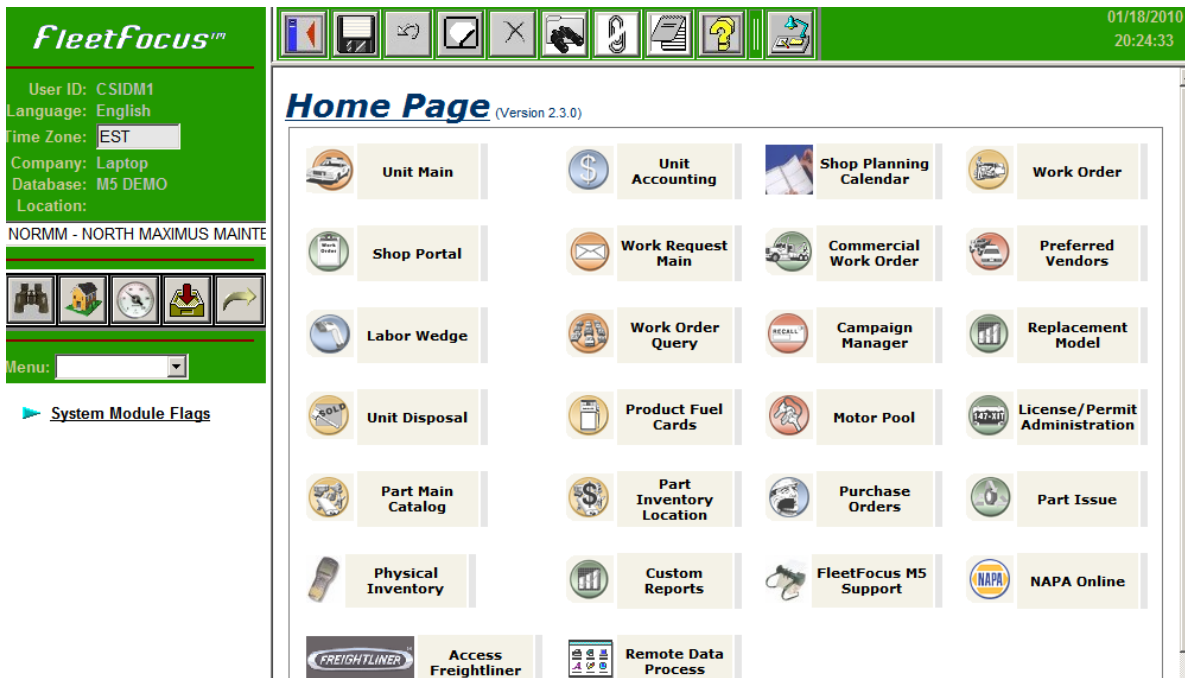 FleetFocus™
01/18/2010
20:24:33
User ID: CSIDM1
Language: English
Time Zone: EST
Company: Laptop
Database: M5 DEMO
Location:
NORMM - NORTH MAXIMUS MAINTE
Menu:
System Module Flags
Home Page (Version 2.3.0)
Unit Main
Unit
Accounting
Shop Planning
Calendar
Work Order
Work
Order
Shop Portal
Work Request
Main
Commercial
Work Order
Preferred
Vendors
Labor Wedge
Work Order
Query
RECALL
Campaign
Manager
Replacement
Model
SOLD
Unit Disposal
Product Fuel
Cards
Motor Pool
License/Permit
Administration
Part Main
Catalog
Part
Inventory
Location
Purchase
Orders
Part Issue
Physical
Inventory
Custom
Reports
FleetFocus M5
Support
NAPA
NAPA Online
FREIGHTLINER
Access
Freightliner
Remote Data
Process